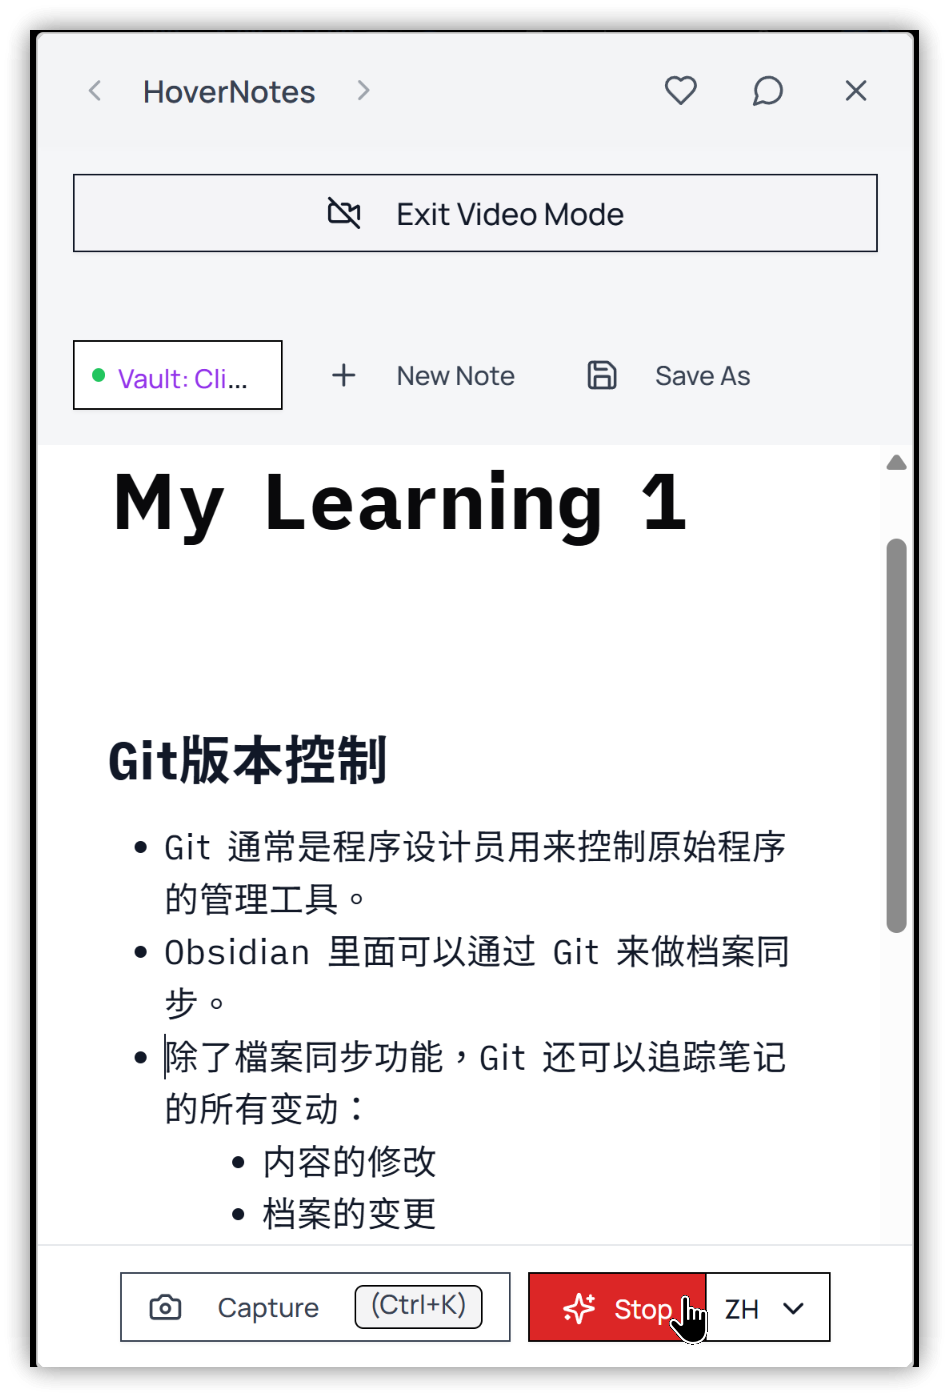 HoverNotes
Exit Video Mode
Vault: Cli...
New Note
Save As
My Learning 1
Git版本控制
• Git 通常是程序设计员用来控制原始程序
的管理工具。
• Obsidian 里面可以通过 Git 来做档案同
步。
• 除了檔案同步功能，Git 还可以追踪笔记
的所有变动：
• 内容的修改
• 档案的变更
Capture (Ctrl+K)
Stop
ZH